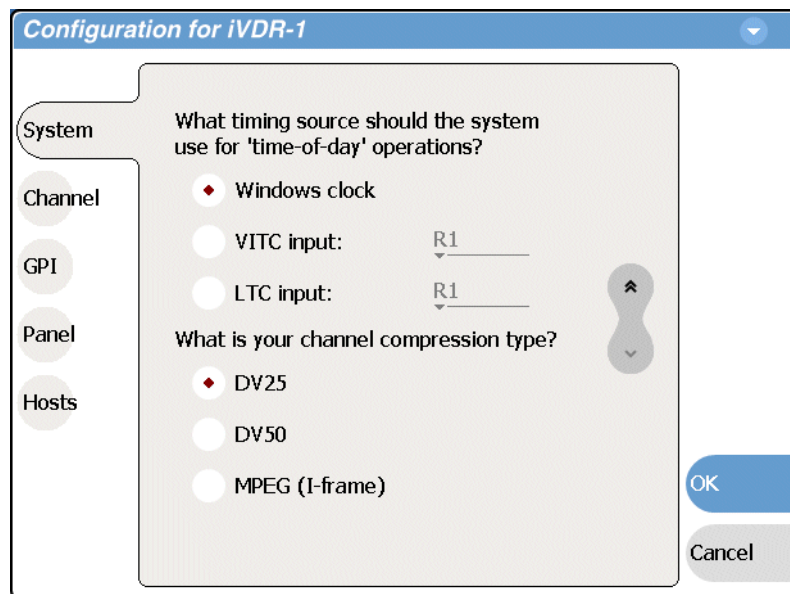 Configuration for iVDR-1
System
Channel
GPI
Panel
Hosts
What timing source should the system
use for 'time-of-day' operations?
Windows clock
VITC input: R1
LTC input: R1
What is your channel compression type?
DV25
DV50
MPEG (I-frame)
OK
Cancel